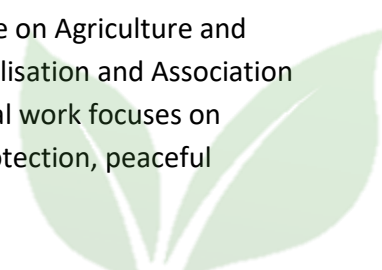 e on Agriculture and
lisation and Association
al work focuses on
otection, peaceful